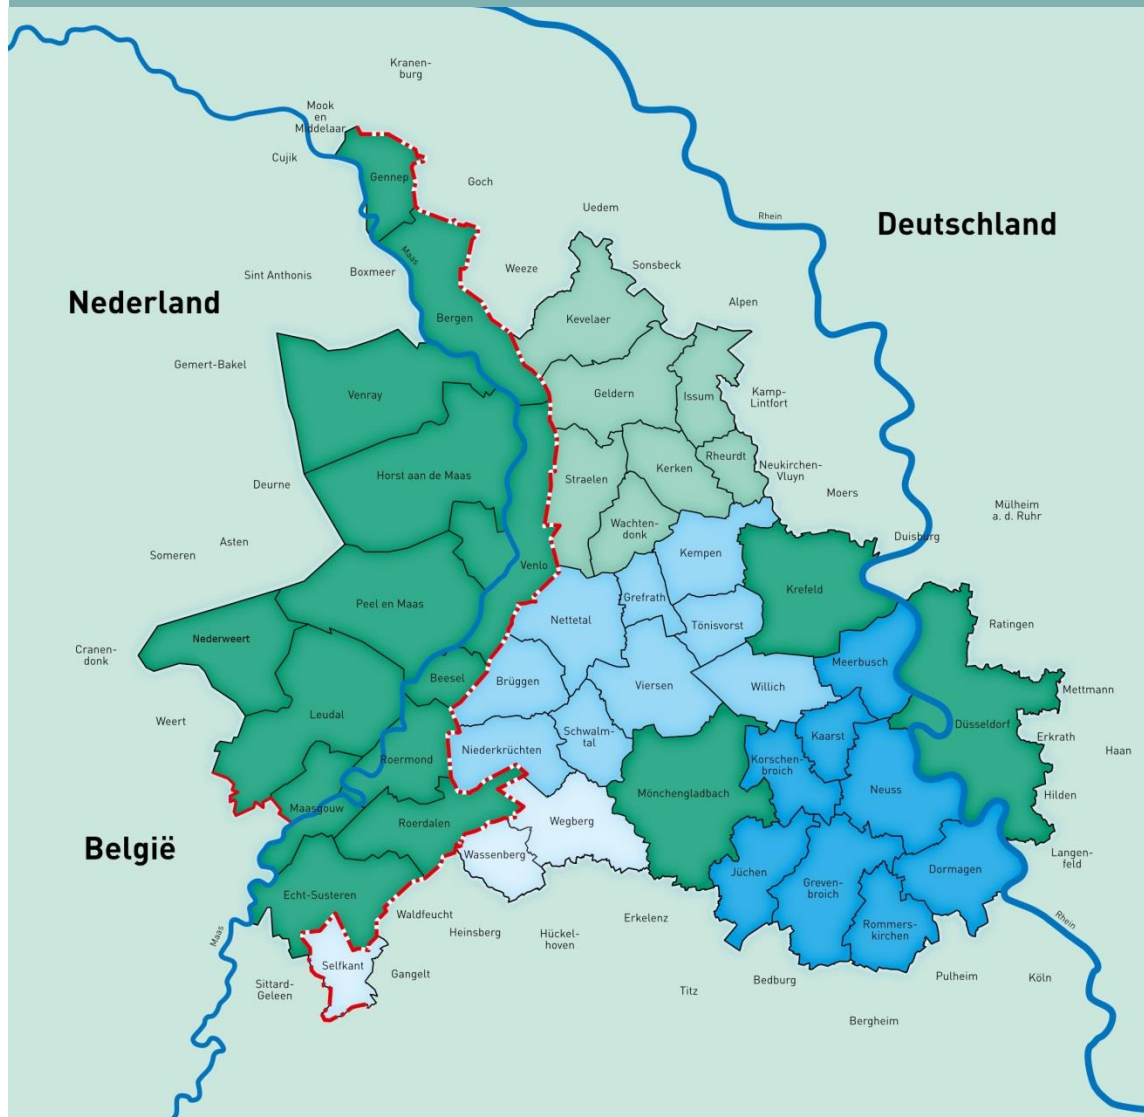 Kranen-
burg
Mook
en
Middelaar
Cujik
Gennep
Goch
Uedem
Rhein
Deutschland
Maas
Sint Anthonis
Boxmeer
Weeze
Sonsbeck
Nederland
Bergen
Kevelaer
Alpen
Gemert-Bakel
Venray
Geldern
Issum
Kamp-
Lintfort
Horst aan de Maas
Straelen
Kerken
Rheurdt
Neukirchen-
Vluyn
Deurne
Moers
Mülheim
a. d. Ruhr
Wachten-
donk
Asten
Someren
Duisburg
Kempen
Venlo
Krefeld
Grefrath
Peel en Maas
Nettetal
Tönisvorst
Ratingen
Nederweert
Cranen-
donk
Meerbusch
Beesel
Brüggen
Viersen
Willich
Mettmann
Leudal
Weert
Düsseldorf
Schwalm-
tal
Kaarst
Erkrath
Haan
Niederkrüchten
Roermond
Korschen-
broich
Neuss
Mönchengladbach
Hilden
Maasgouw
Roerdalen
Wegberg
België
Langen-
feld
Wassenberg
Jüchen
Greven-
broich
Dormagen
Echt-Susteren
Waldfeucht
Erkelenz
Rommers-
kirchen
Rhein
Heinsberg
Hückel-
hoven
Maas
Selfkant
Gangelt
Sittard-
Geleen
Titz
Bedburg
Pulheim
Köln
Bergheim